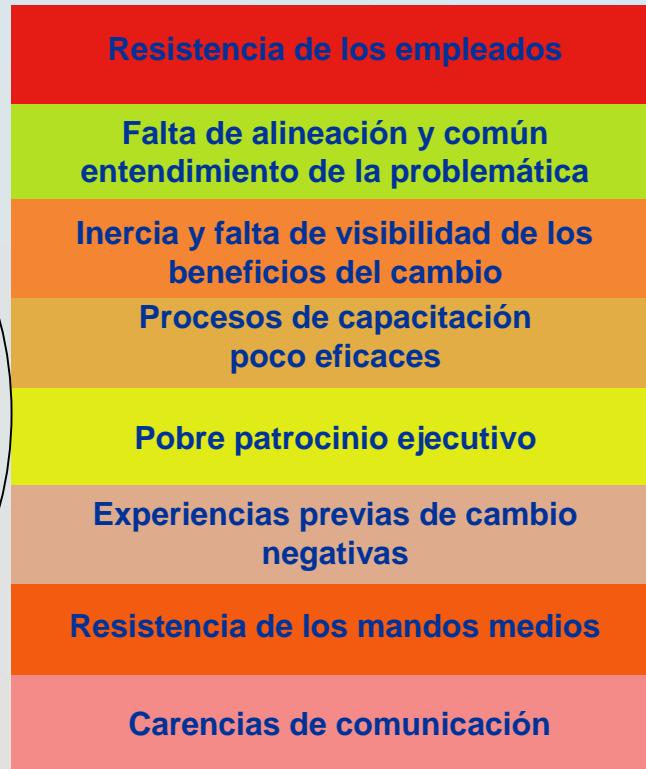 Resistencia de los empleados
Falta de alineación y común
entendimiento de la problemática
Inercia y falta de visibilidad de los
beneficios del cambio
Procesos de capacitación
poco eficaces
Pobre patrocinio ejecutivo
Experiencias previas de cambio
negativas
Resistencia de los mandos medios
Carencias de comunicación